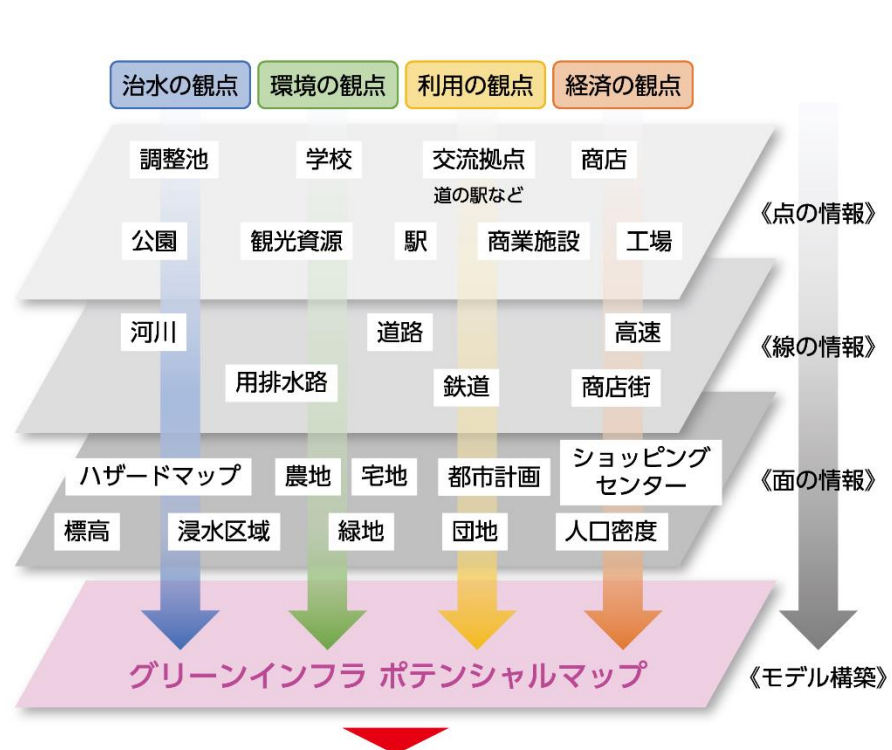 治水の観点
環境の観点
利用の観点
経済の観点
調整池
学校
交流拠点
道の駅など
商店
《点の情報》
公園
観光資源
駅
商業施設
工場
河川
道路
高速
《線の情報》
用排水路
鉄道
商店街
ハザードマップ
農地
宅地
都市計画
ショッピング
センター
《面の情報》
標高
浸水区域
緑地
団地
人口密度
グリーンインフラ ポテンシャルマップ
《モデル構築》